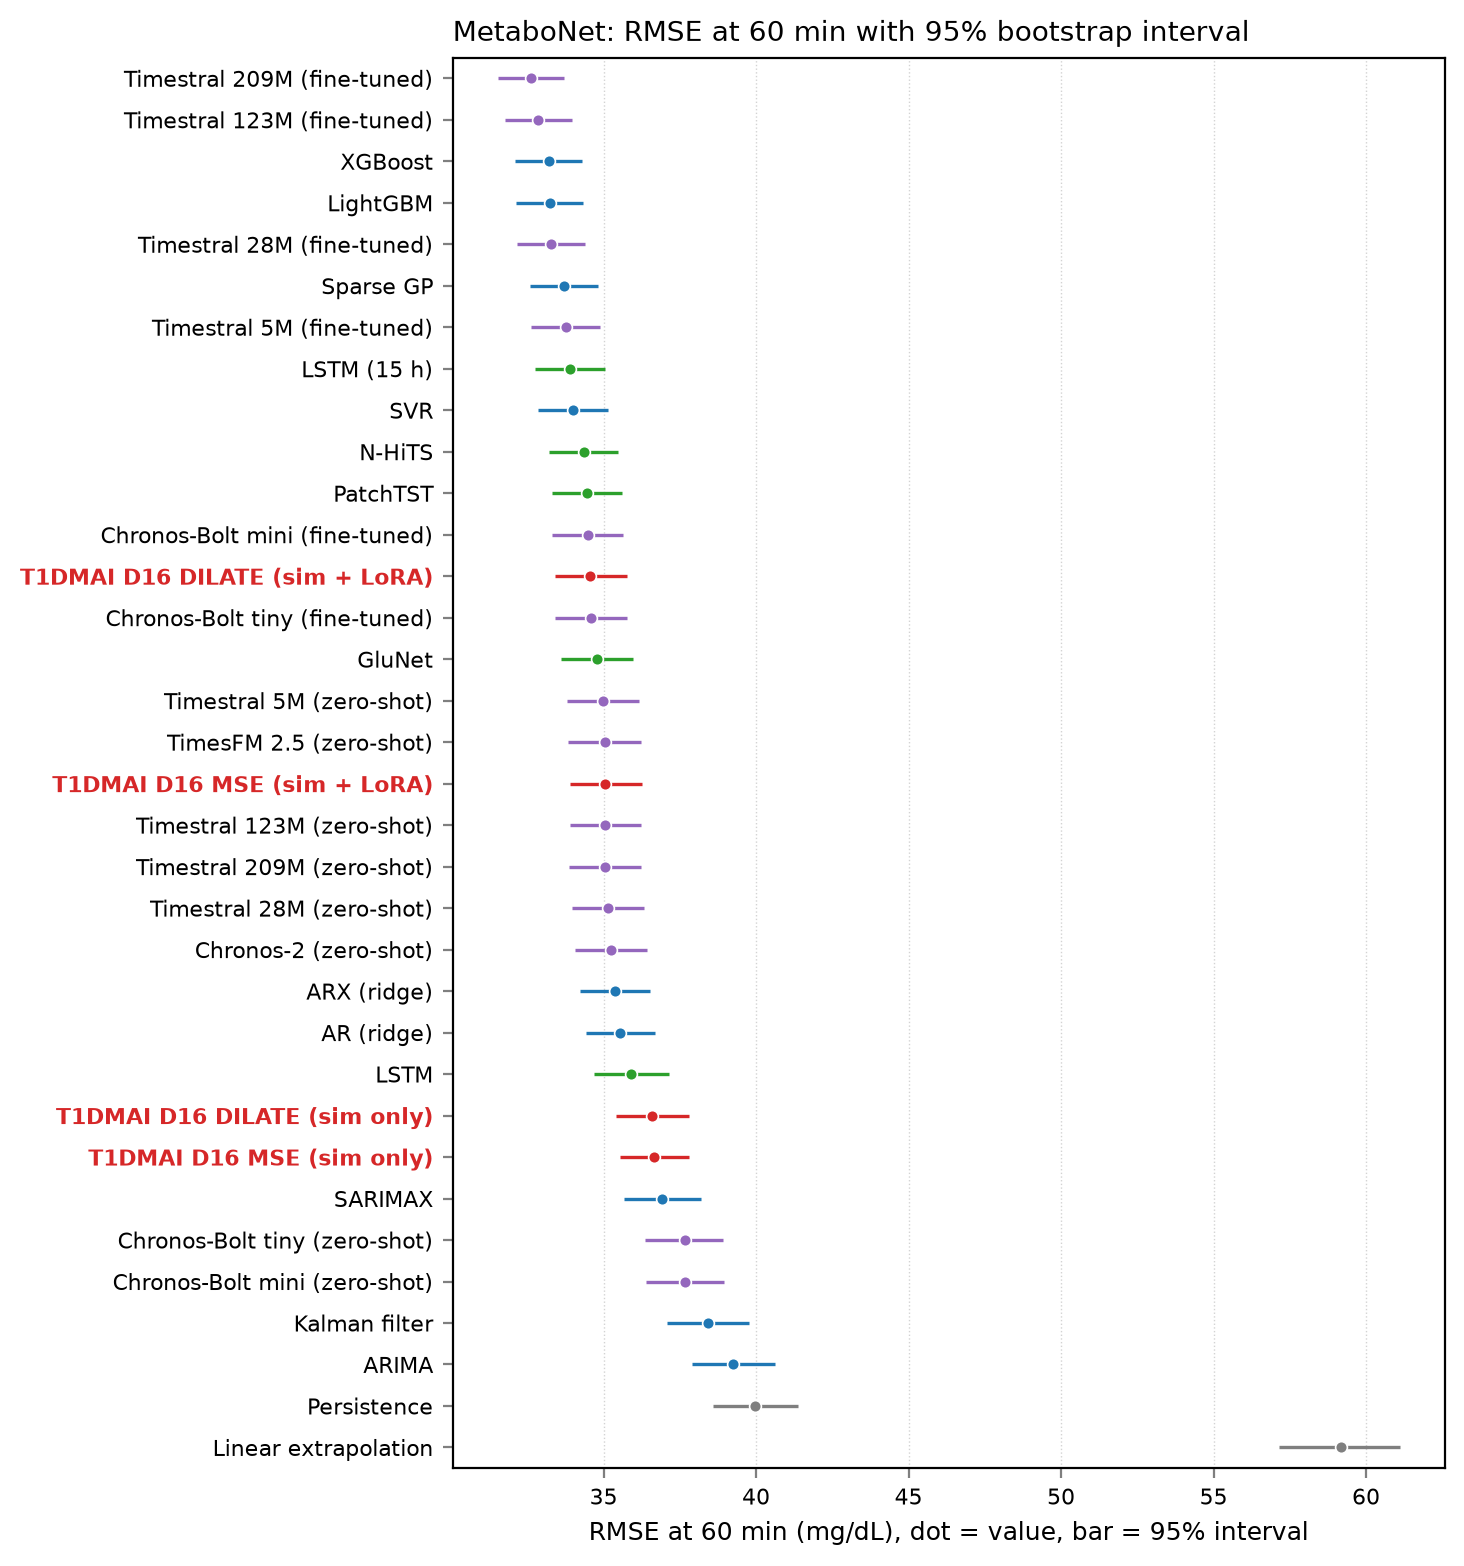 MetaboNet: RMSE at 60 min with 95% bootstrap interval
Timestral 209M (fine-tuned)
Timestral 123M (fine-tuned)
XGBoost
LightGBM
Timestral 28M (fine-tuned)
Sparse GP
Timestral 5M (fine-tuned)
LSTM (15 h)
SVR
N-HiTS
PatchTST
Chronos-Bolt mini (fine-tuned)
T1DMAI D16 DILATE (sim + LoRA)
Chronos-Bolt tiny (fine-tuned)
GluNet
Timestral 5M (zero-shot)
TimesFM 2.5 (zero-shot)
T1DMAI D16 MSE (sim + LoRA)
Timestral 123M (zero-shot)
Timestral 209M (zero-shot)
Timestral 28M (zero-shot)
Chronos-2 (zero-shot)
ARX (ridge)
AR (ridge)
LSTM
T1DMAI D16 DILATE (sim only)
T1DMAI D16 MSE (sim only)
SARIMAX
Chronos-Bolt tiny (zero-shot)
Chronos-Bolt mini (zero-shot)
Kalman filter
ARIMA
Persistence
Linear extrapolation
35 40 45 50 55 60
RMSE at 60 min (mg/dL), dot = value, bar = 95% interval